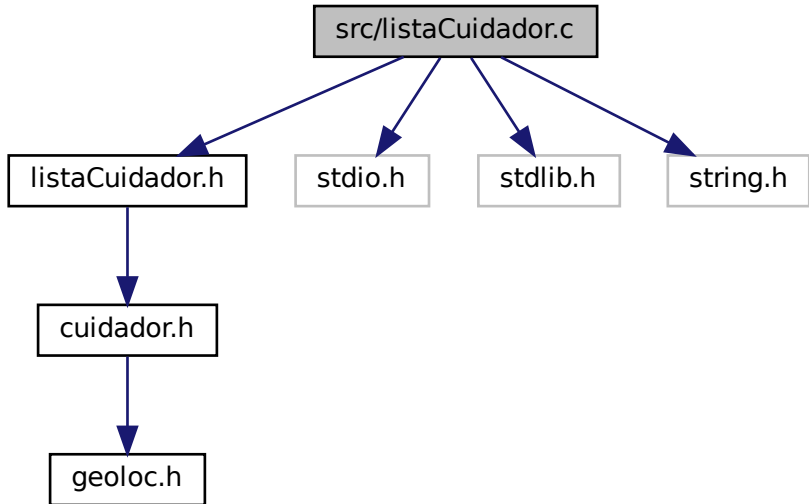 src/listaCuidador.c
listaCuidador.h
stdio.h
stdlib.h
string.h
cuidador.h
geoloc.h